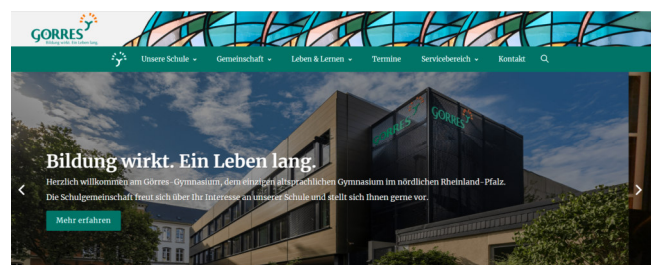 GORRES
Bildung wirkt. Ein Leben lang.
Unsere Schule
Gemeinschaft
Leben & Lernen
Termine
Servicebereich
Kontakt
GORRES
GORRES
Bildung wirkt. Ein Leben lang.
Herzlich willkommen am Görres-Gymnasium, dem einzigen altsprachlichen Gymnasium im nördlichen Rheinland-Pfalz.
Die Schulgemeinschaft freut sich über Ihr Interesse an unserer Schule und stellt sich Ihnen gerne vor.
Mehr erfahren